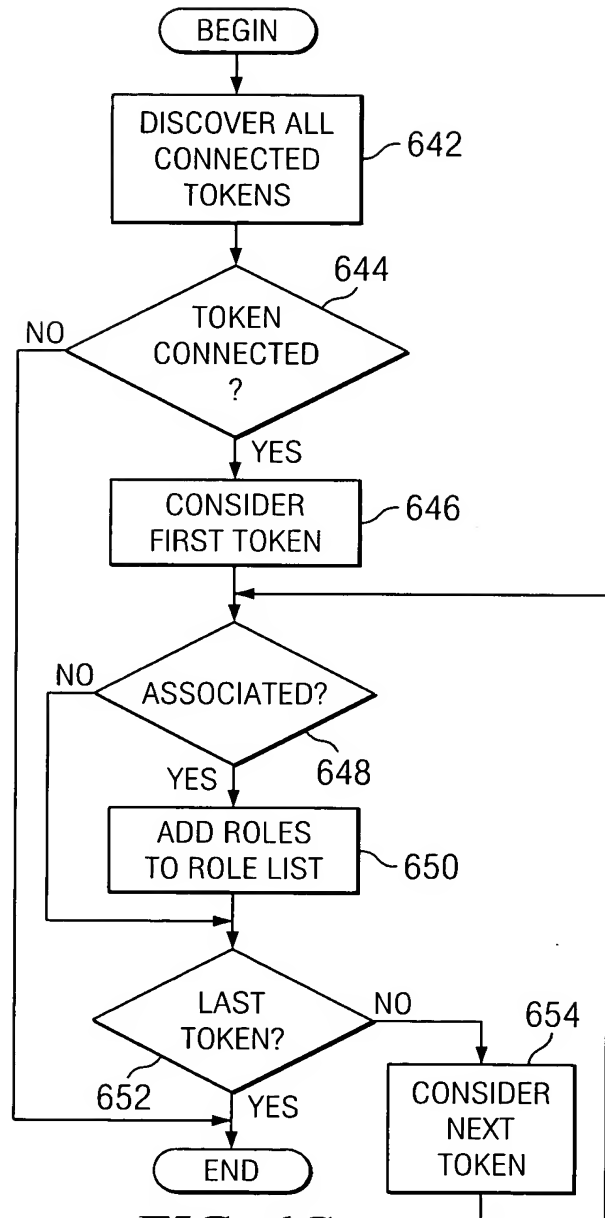 BEGIN
DISCOVER ALL
CONNECTED
TOKENS
642
644
TOKEN
CONNECTED
?
NO
YES
CONSIDER
FIRST TOKEN
646
NO
ASSOCIATED?
648
YES
ADD ROLES
TO ROLE LIST
650
LAST
TOKEN?
NO
654
652
YES
CONSIDER
NEXT
TOKEN
END